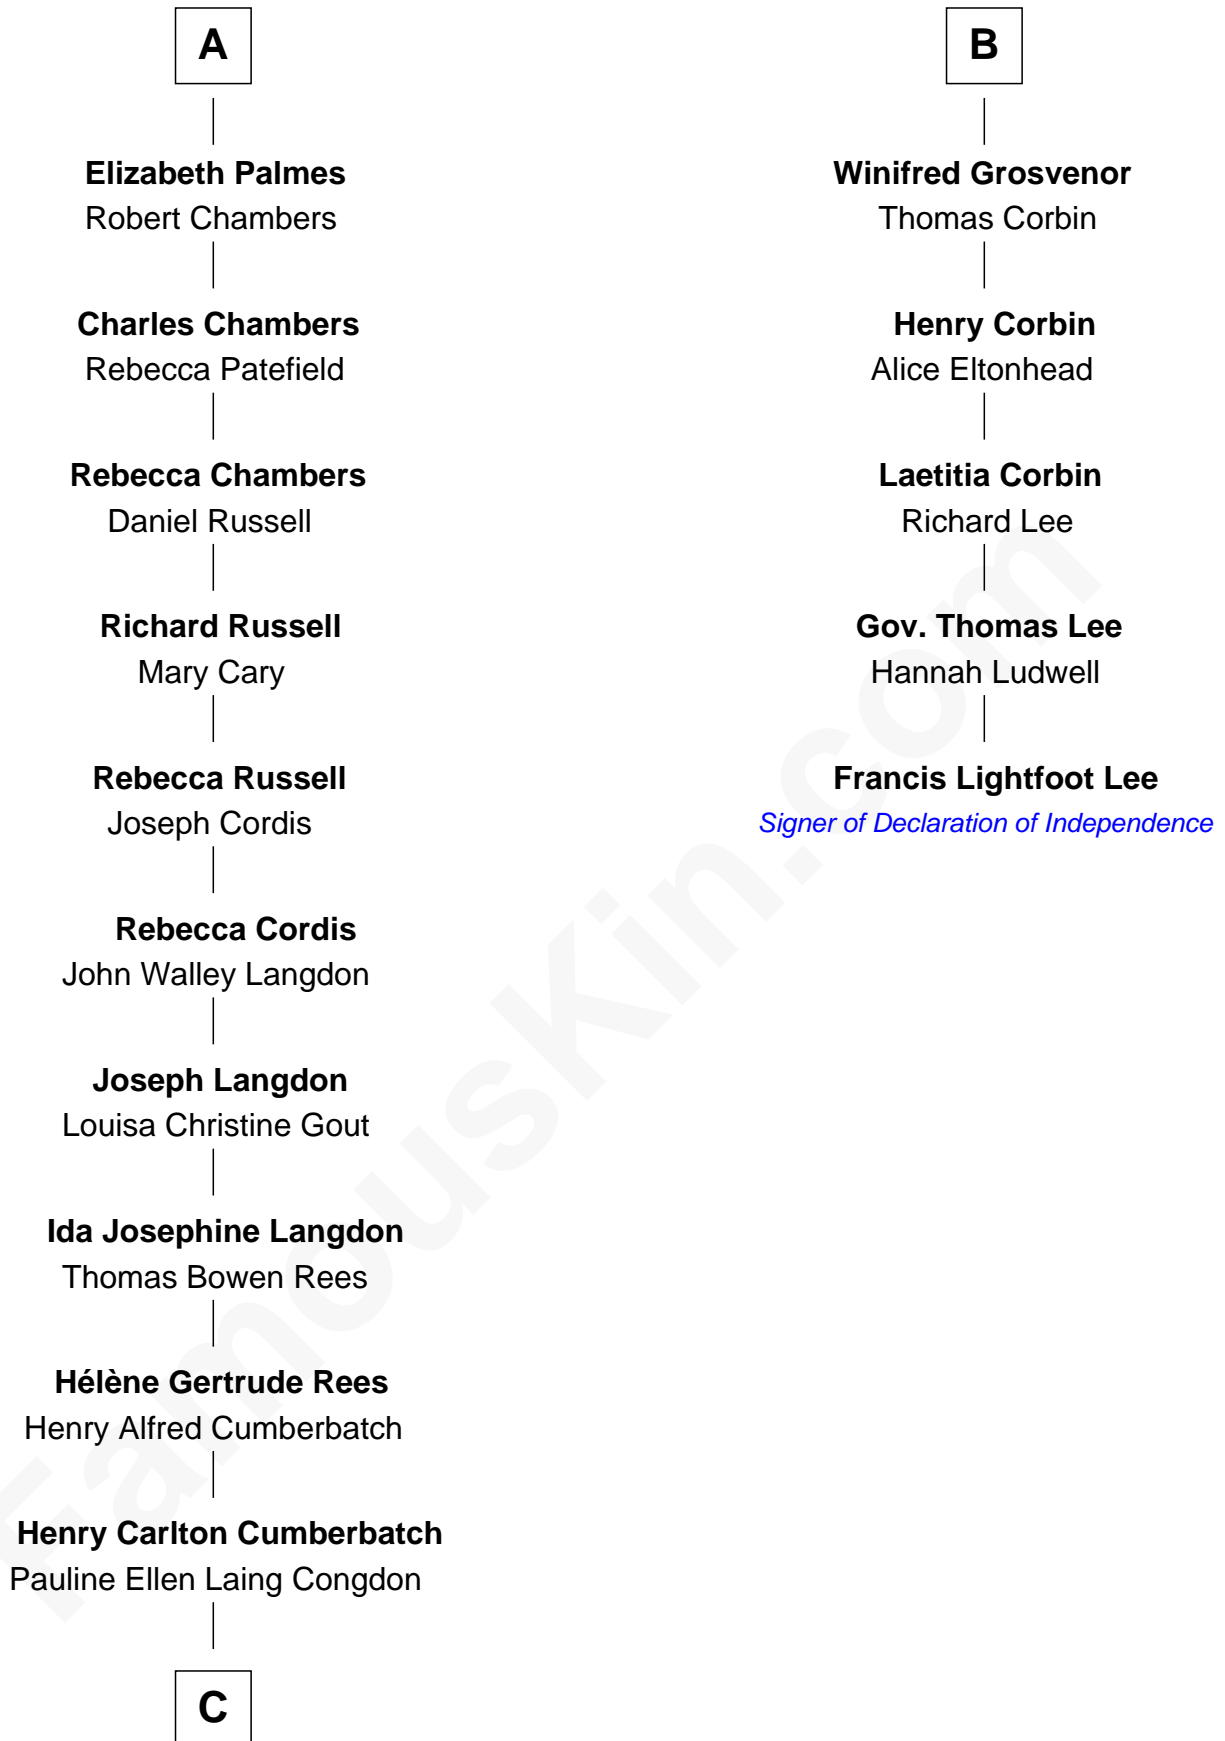 A
Elizabeth Palmes
Robert Chambers
Charles Chambers
Rebecca Patefield
Rebecca Chambers
Daniel Russell
Richard Russell
Mary Cary
Rebecca Russell
Joseph Cordis
Rebecca Cordis
John Walley Langdon
Joseph Langdon
Louisa Christine Gout
Ida Josephine Langdon
Thomas Bowen Rees
Hélène Gertrude Rees
Henry Alfred Cumberbatch
Henry Carlton Cumberbatch
Pauline Ellen Laing Congdon
C
B
Winifred Grosvenor
Thomas Corbin
Henry Corbin
Alice Eltonhead
Laetitia Corbin
Richard Lee
Gov. Thomas Lee
Hannah Ludwell
Francis Lightfoot Lee
Signer of Declaration of Independence
FamousKin.com